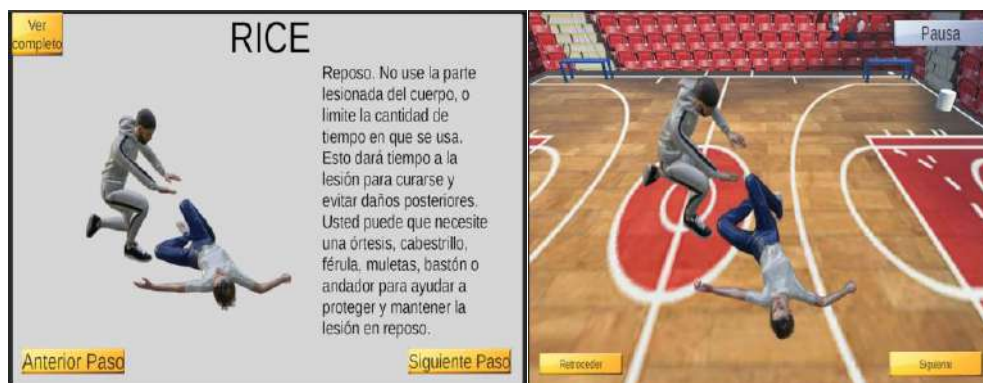 Ver
completo
RICE
Reposo. No use la parte
lesionada del cuerpo, o
limite la cantidad de
tiempo en que se usa.
Esto dará tiempo a la
lesión para curarse y
evitar daños posteriores.
Usted puede que necesite
una órtesis, cabestrillo,
férula, muletas, bastón o
andador para ayudar a
proteger y mantener la
lesión en reposo.
Anterior Paso
Siguiente Paso
Pausa
Retroceder
Siguiente